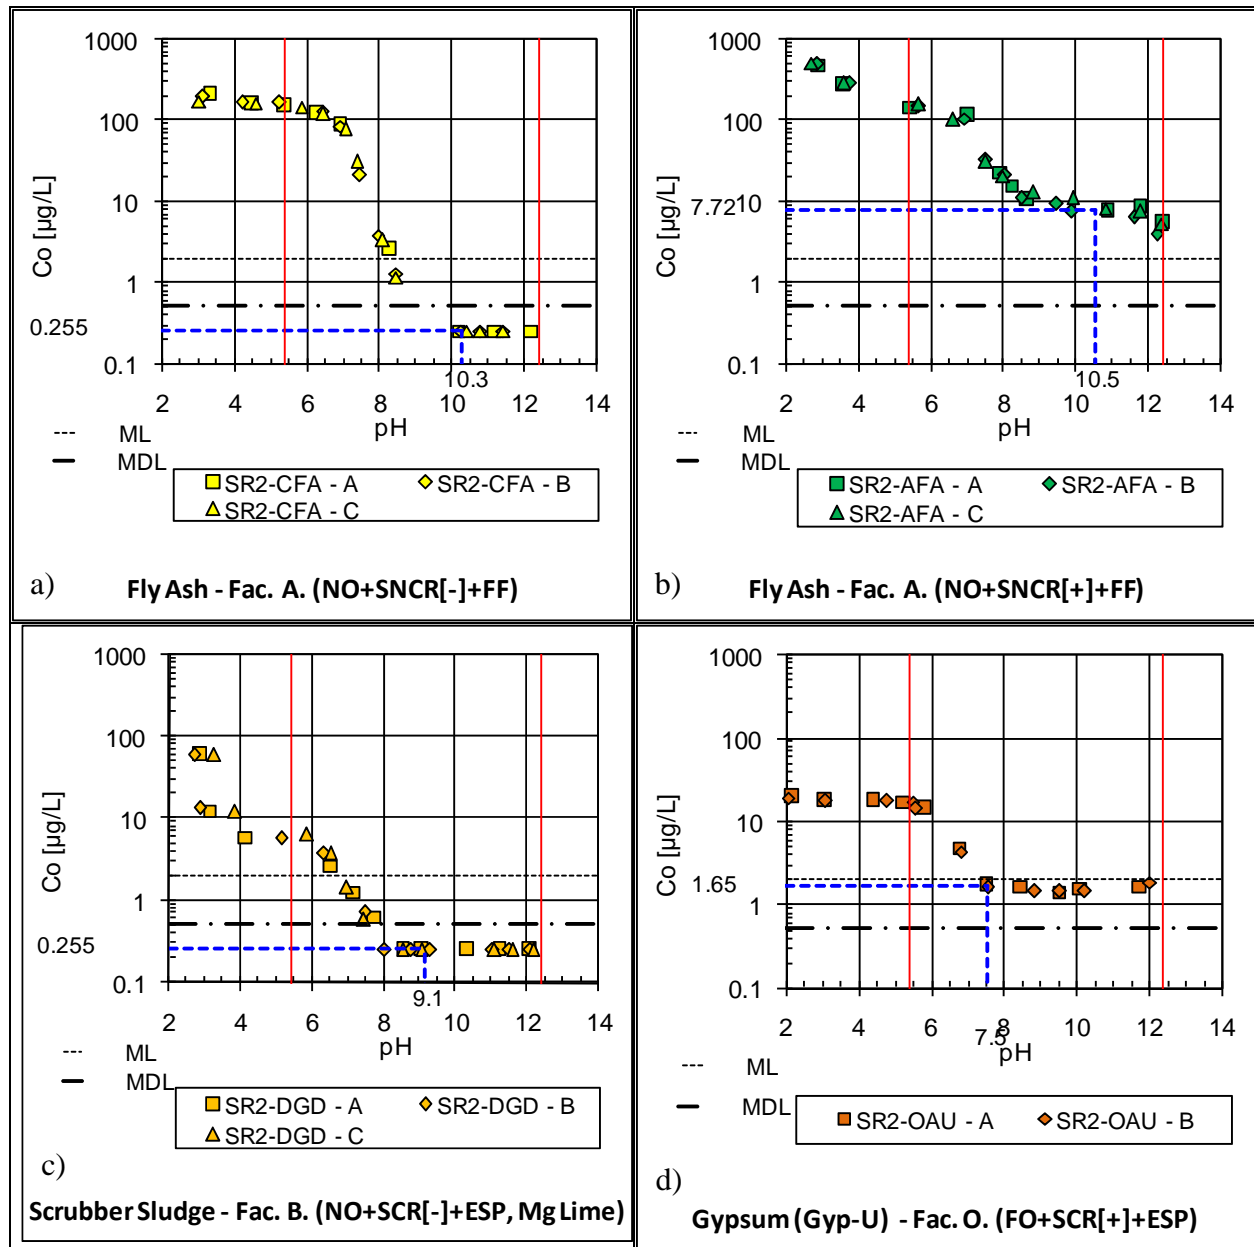 1000
100
10
1
0.1
Co [µg/L]
0.255
10.3
2 4 6 8 10 12 14
pH
ML
MDL
SR2-CFA - A SR2-CFA - B
SR2-CFA - C
a) Fly Ash - Fac. A. (NO+SNCR[-]+FF)
1000
100
10
1
0.1
Co [µg/L]
7.72
10.5
2 4 6 8 10 12 14
pH
ML
MDL
SR2-AFA - A SR2-AFA - B
SR2-AFA - C
b) Fly Ash - Fac. A. (NO+SNCR[+]+FF)
1000
100
10
1
0.1
Co [µg/L]
0.255
9.1
2 4 6 8 10 12 14
pH
ML
MDL
SR2-DGD - A SR2-DGD - B
SR2-DGD - C
c)
Scrubber Sludge - Fac. B. (NO+SCR[-]+ESP, Mg Lime)
1000
100
10
1
0.1
Co [µg/L]
1.65
2 4 6 8 10 12 14
7.5
pH
ML
MDL
SR2-OAU - A SR2-OAU - B
d)
Gypsum (Gyp-U) - Fac. O. (FO+SCR[+]+ESP)